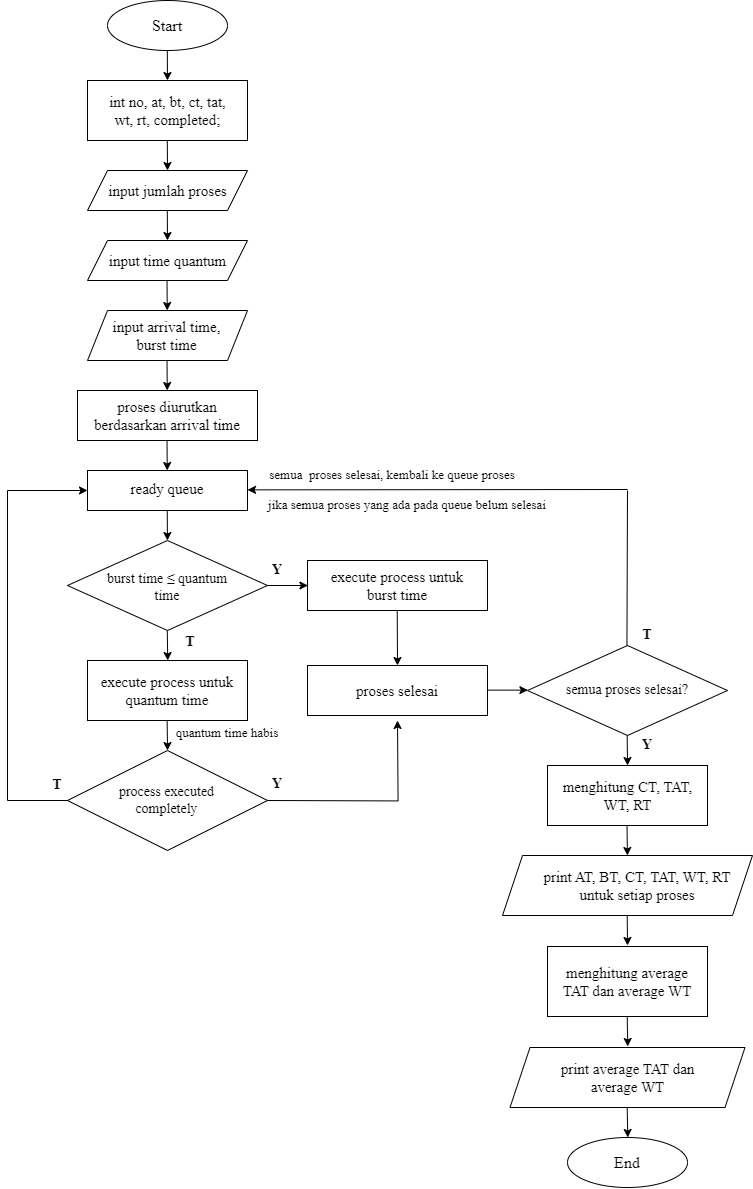 Start
int no, at, bt, ct, tat,
wt, rt, completed;
input jumlah proses
input time quantum
input arrival time,
burst time
proses diurutkan
berdasarkan arrival time
ready queue
semua proses selesai, kembali ke queue proses
jika semua proses yang ada pada queue belum selesai
burst time ≤ quantum
time
Y
execute process untuk
burst time
T
execute process untuk
quantum time
proses selesai
T
semua proses selesai?
Y
quantum time habis
T
process executed
completely
Y
menghitung CT, TAT,
WT, RT
print AT, BT, CT, TAT, WT, RT
untuk setiap proses
menghitung average
TAT dan average WT
print average TAT dan
average WT
End